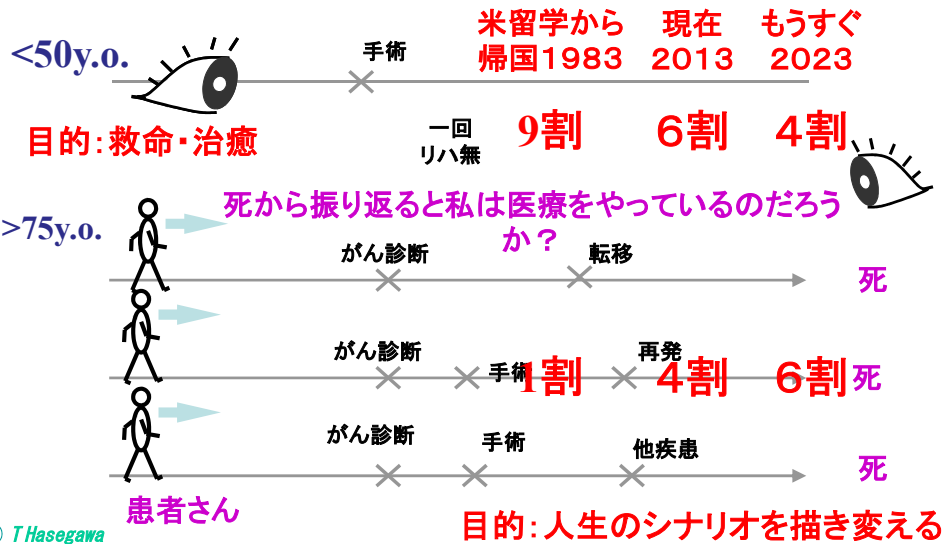 <50y.o.
手術
米留学から
帰国1983
現在
2013
もうすぐ
2023
目的:救命・治癒
一回
リハ無
9割
6割
4割
>75y.o.
死から振り返ると私は医療をやっているのだろう
か?
がん診断
転移
死
がん診断
手術
再発
1割
4割
6割
死
がん診断
手術
他疾患
死
患者さん
目的:人生のシナリオを描き変える
) T Hasegawa